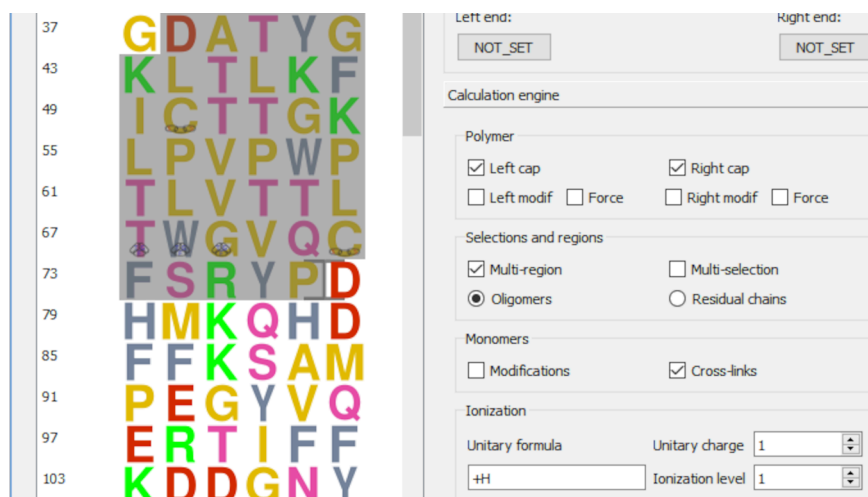 37 G D A T Y G
43 K L T L K F
49 I C T T G K
55 L P V P W P
61 T L V T T L
67 T W G V Q C
73 F S R Y P D
79 H M K Q H D
85 F F K S A M
91 P E G Y V Q
97 E R T I F F
103 K D D G N Y
Left end: Right end:
NOT_SET NOT_SET
Calculation engine
Polymer
Left cap Right cap
Left modif Force Right modif Force
Selections and regions
Multi-region Multi-selection
Oligomers Residual chains
Monomers
Modifications Cross-links
Ionization
Unitary formula Unitary charge 1
+H Ionization level 1